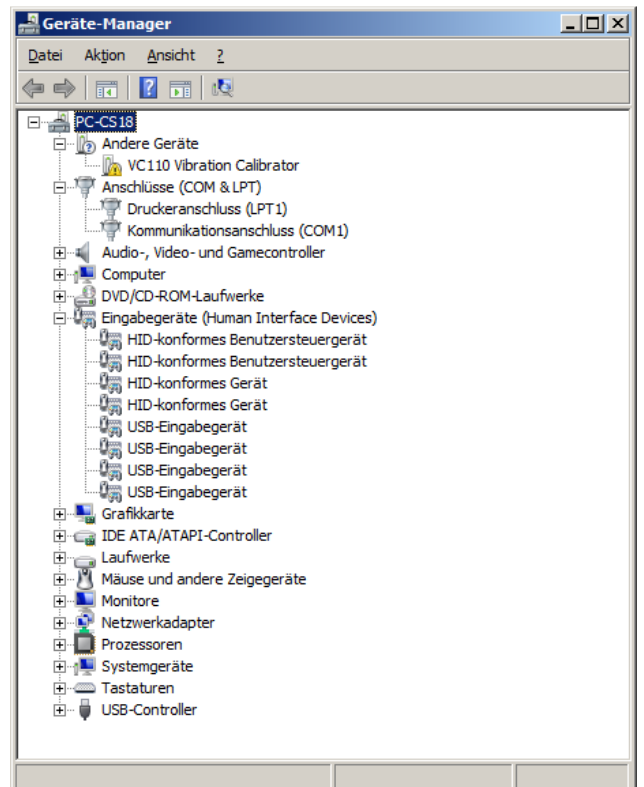 Geräte-Manager
Datei Aktion Ansicht ?
PC-CS18
Andere Geräte
VC110 Vibration Calibrator
Anschlüsse (COM & LPT)
Druckeranschluss (LPT1)
Kommunikationsanschluss (COM1)
Audio-, Video- und Gamecontroller
Computer
DVD/CD-ROM-Laufwerke
Eingabegeräte (Human Interface Devices)
HID-konformes Benutzersteuergerät
HID-konformes Benutzersteuergerät
HID-konformes Gerät
HID-konformes Gerät
USB-Eingabegerät
USB-Eingabegerät
USB-Eingabegerät
USB-Eingabegerät
Grafikkarte
IDE ATA/ATAPI-Controller
Laufwerke
Mäuse und andere Zeigegeräte
Monitore
Netzwerkadapter
Prozessoren
Systemgeräte
Tastaturen
USB-Controller